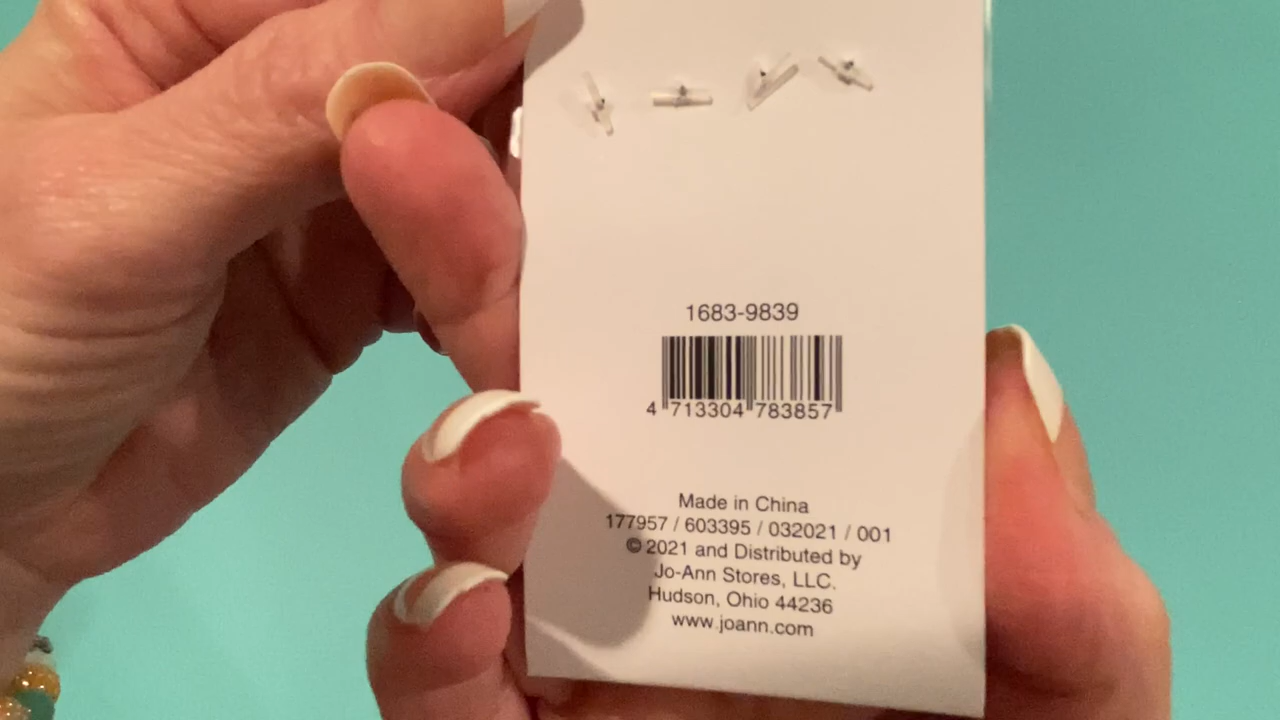 1683-9839
4 713304 783857
Made in China
177957 / 603395 / 032021 / 001
© 2021 and Distributed by
Jo-Ann Stores, LLC.
Hudson, Ohio 44236
www.joann.com